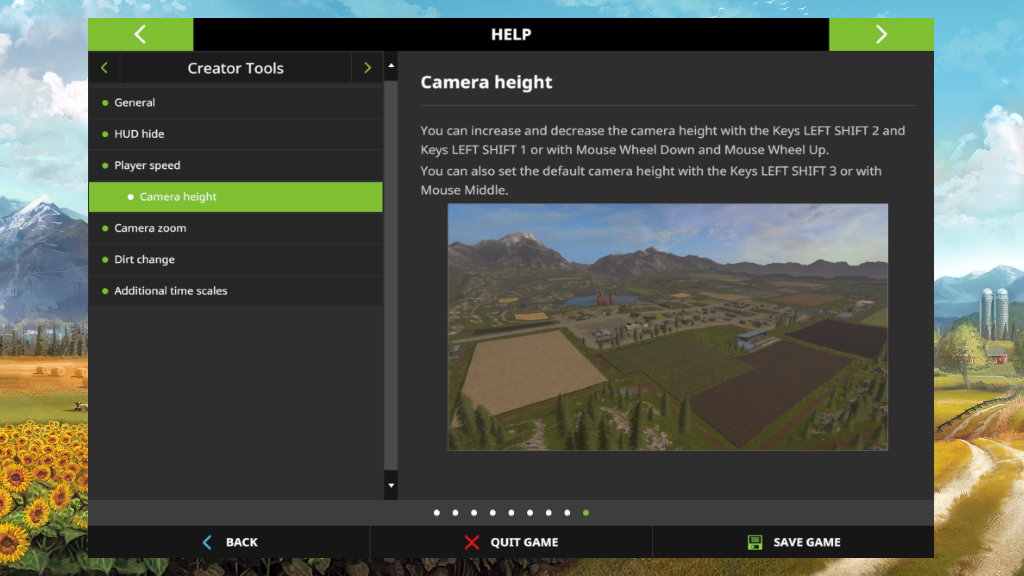 HELP
Creator Tools
General
HUD hide
Player speed
Camera height
Camera zoom
Dirt change
Additional time scales
Camera height
You can increase and decrease the camera height with the Keys LEFT SHIFT 2 and
Keys LEFT SHIFT 1 or with Mouse Wheel Down and Mouse Wheel Up.
You can also set the default camera height with the Keys LEFT SHIFT 3 or with
Mouse Middle.
BACK
QUIT GAME
SAVE GAME